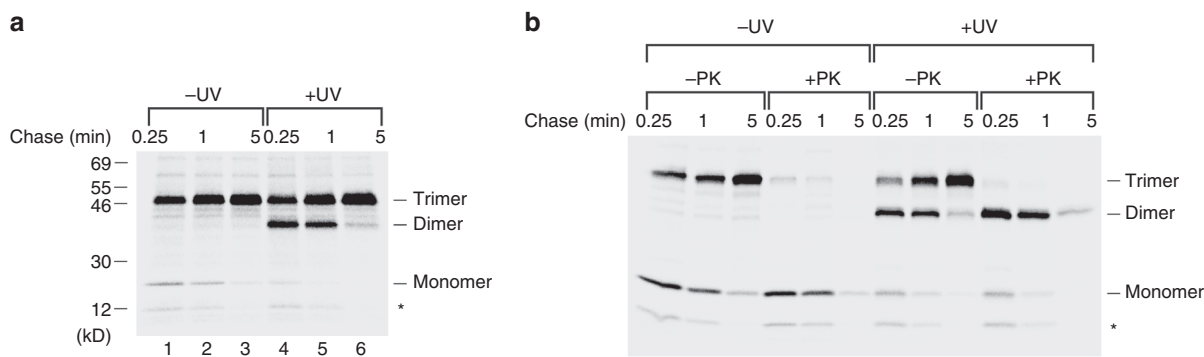 a
–UV +UV
Chase (min) 0.25 1 5 0.25 1 5
69
55
46
30
12
(kD)
Trimer
Dimer
Monomer
*
1 2 3 4 5 6
b
–UV +UV
–PK +PK –PK +PK
Chase (min) 0.25 1 5 0.25 1 5 0.25 1 5 0.25 1 5
Trimer
Dimer
Monomer
*